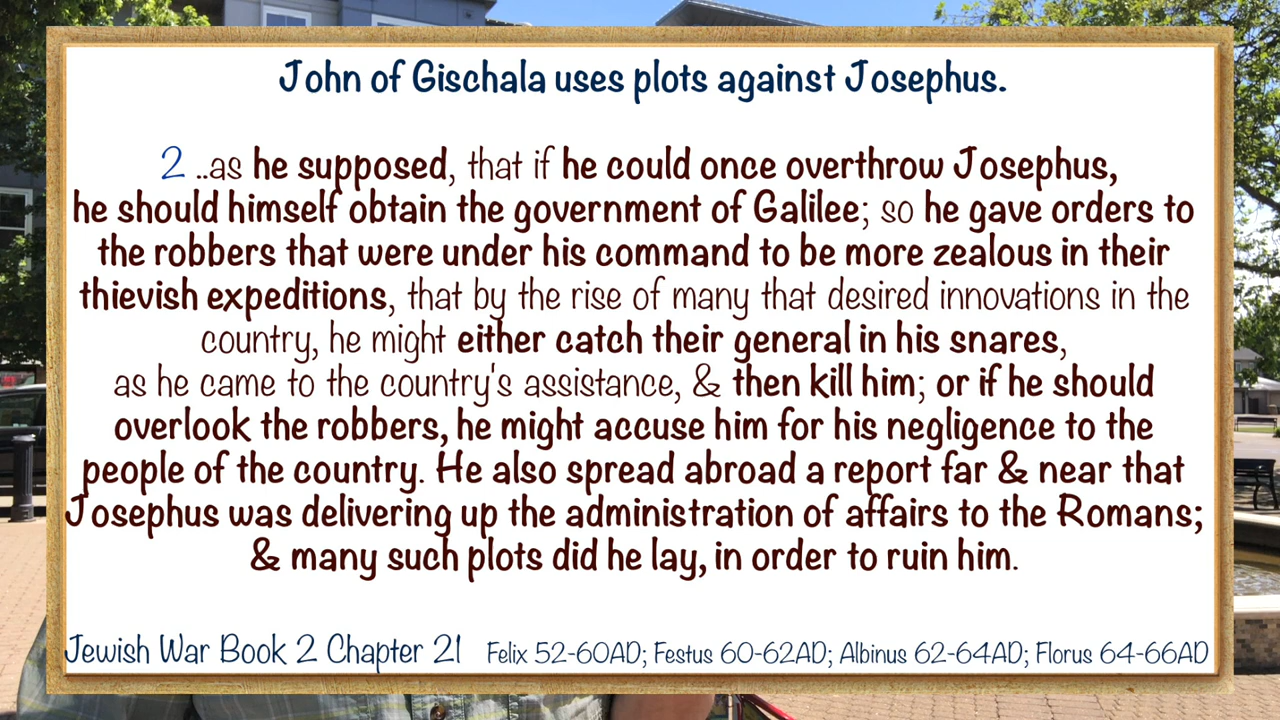 John of Gischala uses plots against Josephus.
2 ..as he supposed, that if he could once overthrow Josephus,
he should himself obtain the government of Galilee; so he gave orders to
the robbers that were under his command to be more zealous in their
thievish expeditions, that by the rise of many that desired innovations in the
country, he might either catch their general in his snares,
as he came to the country's assistance, & then kill him; or if he should
overlook the robbers, he might accuse him for his negligence to the
people of the country. He also spread abroad a report far & near that
Josephus was delivering up the administration of affairs to the Romans;
& many such plots did he lay, in order to ruin him.
Jewish War Book 2 Chapter 21 Felix 52-60AD; Festus 60-62AD; Albinus 62-64AD; Florus 64-66AD